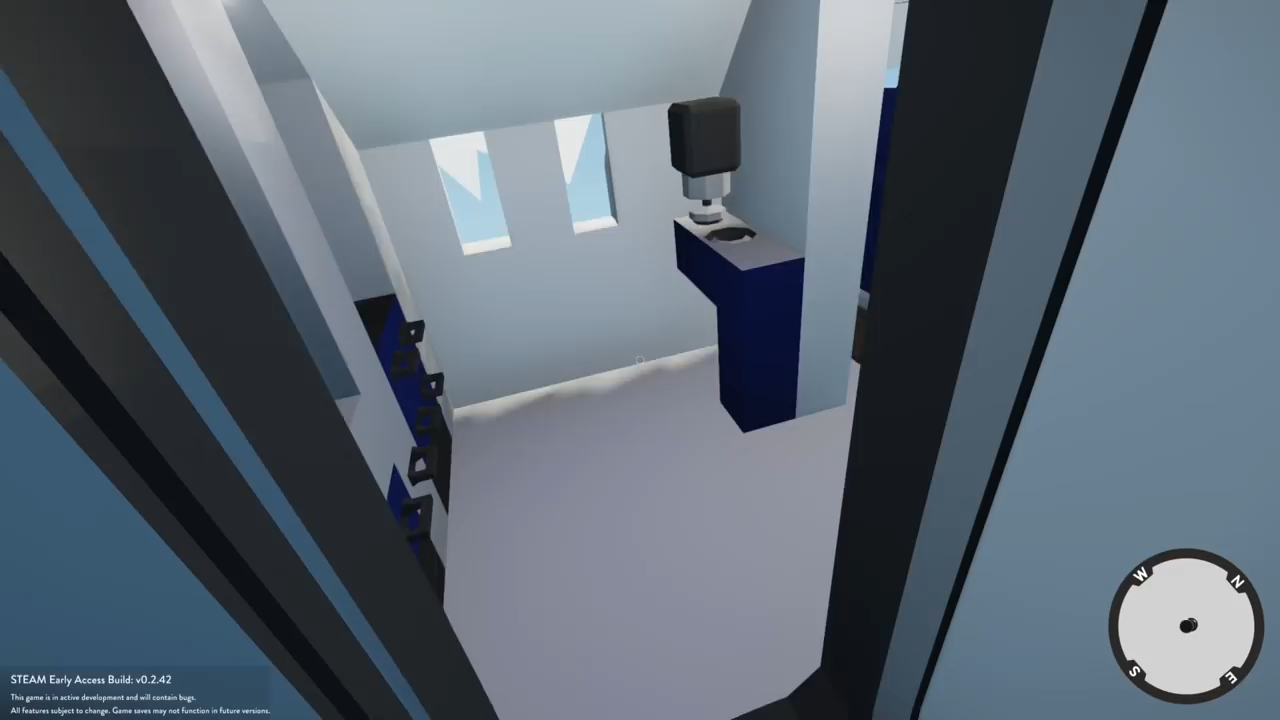 W
N
S
E
STEAM Early Access Build: v0.2.42
This game is in active development and will contain bugs.
All features subject to change. Game saves may not function in future versions.